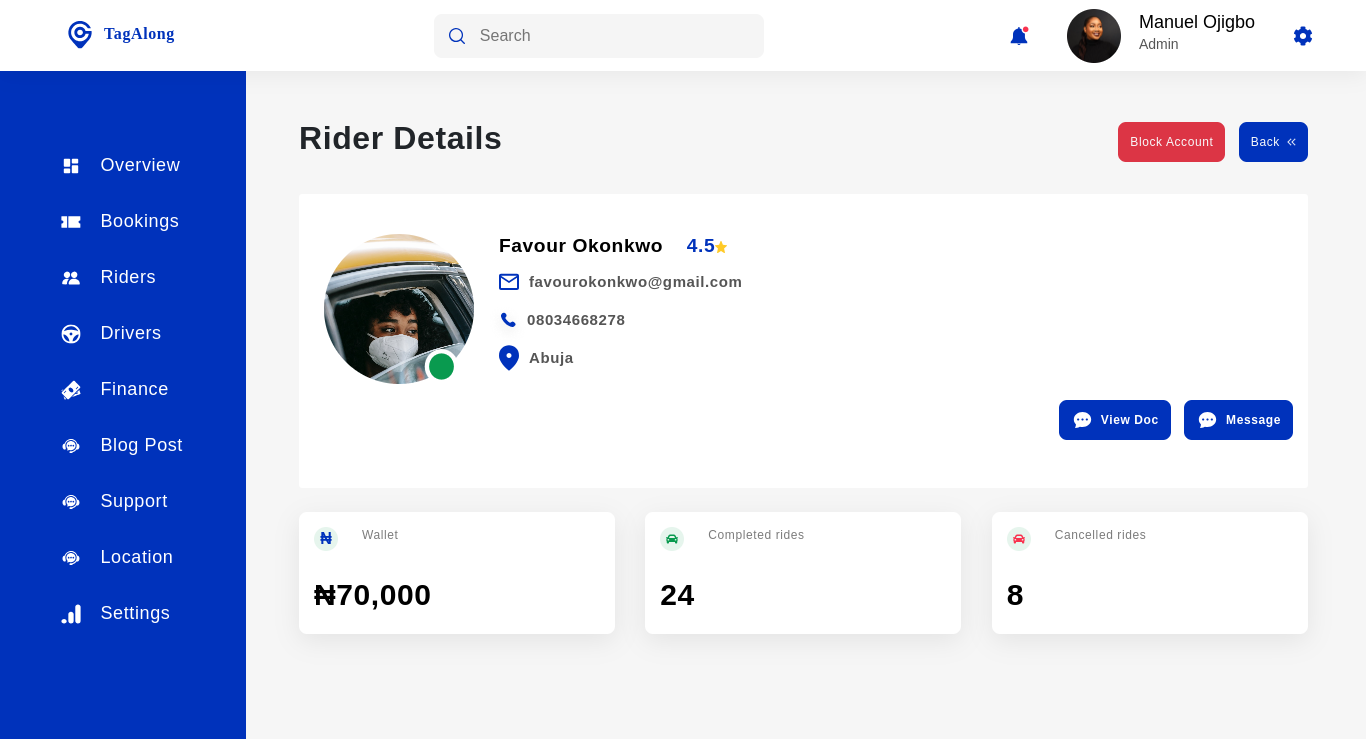 TagAlong
Search
Manuel Ojigbo
Admin
Overview
Bookings
Riders
Drivers
Finance
Blog Post
Support
Location
Settings
Rider Details
Block Account
Back
Favour Okonkwo 4.5
favourokonkwo@gmail.com
08034668278
Abuja
View Doc
Message
₦ Wallet
₦70,000
Completed rides
24
Cancelled rides
8